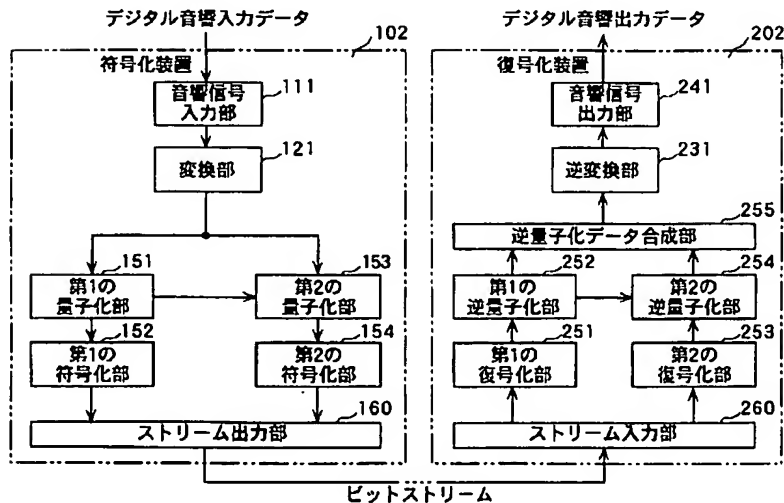 デジタル音響入力データ
102
符号化装置
音響信号
入力部
111
変換部
121
151
第1の
量子化部
153
第2の
量子化部
152
第1の
符号化部
154
第2の
符号化部
160
ストリーム出力部
デジタル音響出力データ
202
復号化装置
音響信号
出力部
241
逆変換部
231
255
逆量子化データ合成部
252
第1の
逆量子化部
254
第2の
逆量子化部
251
第1の
復号化部
253
第2の
復号化部
260
ストリーム入力部
ビットストリーム